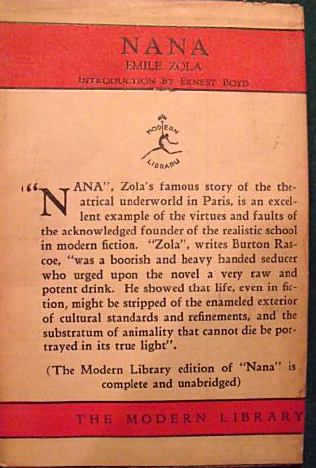 NANA
EMILE ZOLA
INTRODUCTION BY ERNEST BOYD
MODERN
LIBRARY
"NANA", Zola's famous story of the the-
atrical underworld in Paris, is an excel-
lent example of the virtues and faults of
the acknowledged founder of the realistic school
in modern fiction. "Zola", writes Burton Ras-
coe, "was a boorish and heavy handed seducer
who urged upon the novel a very raw and
potent drink. He showed that life, even in fic-
tion, might be stripped of the enameled exterior
of cultural standards and refinements, and the
substratum of animality that cannot die be por-
trayed in its true light".
(The Modern Library edition of "Nana" is
complete and unabridged)
THE MODERN LIBRARY